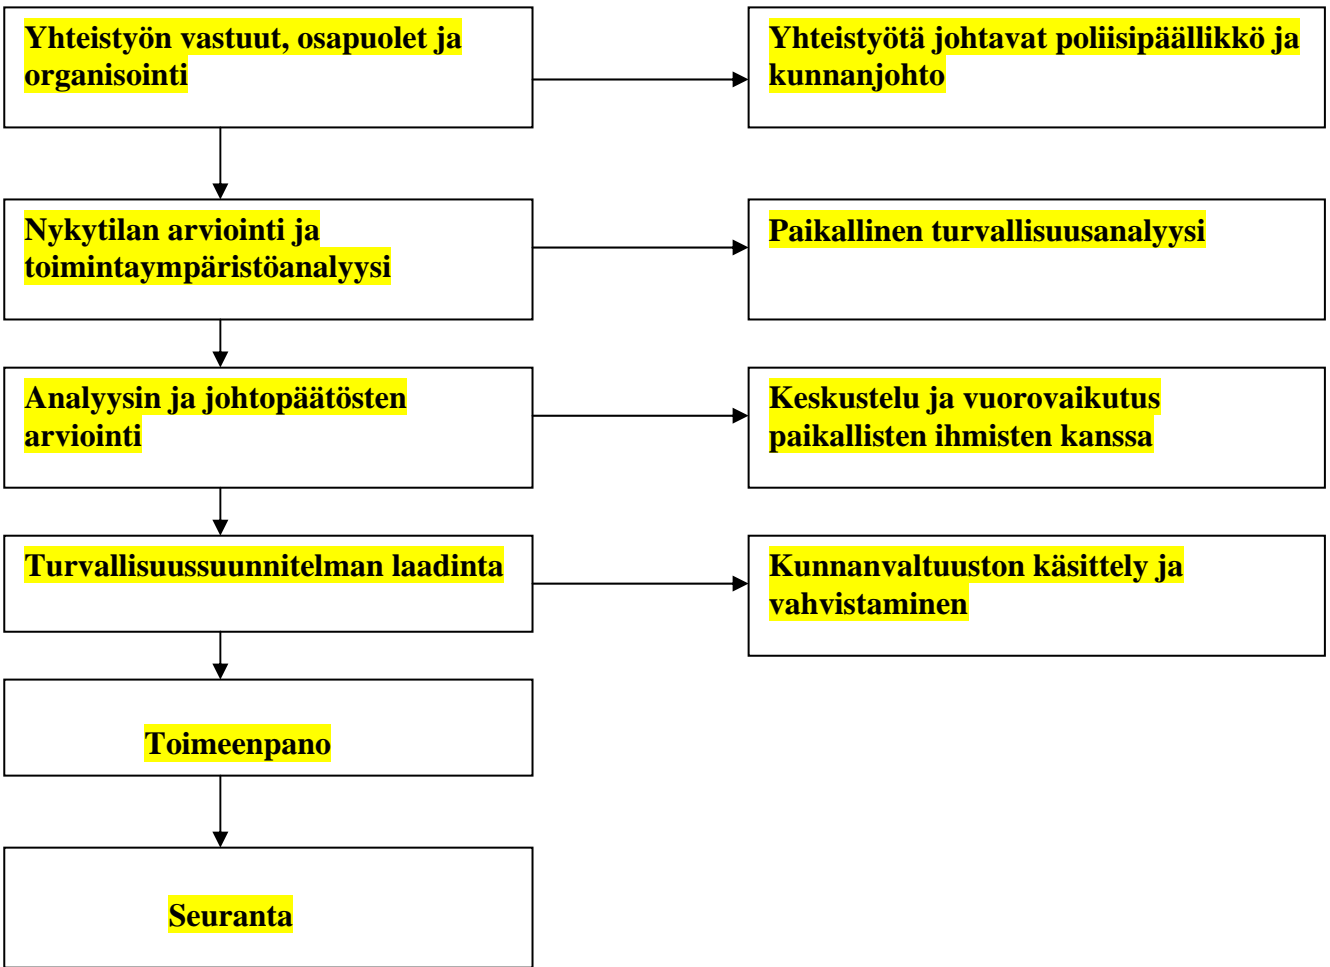 Yhteistyön vastuut, osapuolet ja
organisointi
Yhteistyötä johtavat poliisipäällikkö ja
kunnanjohto
Nykytilan arviointi ja
toimintaympäristöanalyysi
Paikallinen turvallisuusanalyysi
Analyysin ja johtopäätösten
arviointi
Keskustelu ja vuorovaikutus
paikallisten ihmisten kanssa
Turvallisuussuunnitelman laadinta
Kunnanvaltuuston käsittely ja
vahvistaminen
Toimeenpano
Seuranta